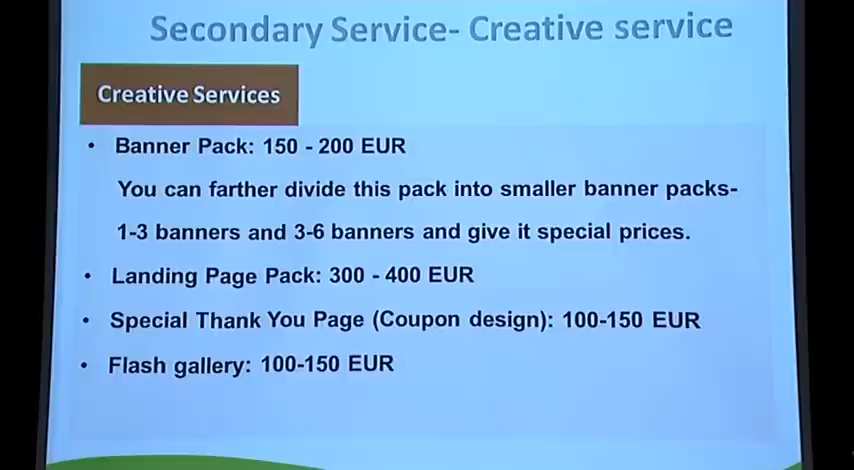 Secondary Service- Creative service
Creative Services
• Banner Pack: 150 - 200 EUR
You can farther divide this pack into smaller banner packs-
1-3 banners and 3-6 banners and give it special prices.
• Landing Page Pack: 300 - 400 EUR
• Special Thank You Page (Coupon design): 100-150 EUR
• Flash gallery: 100-150 EUR